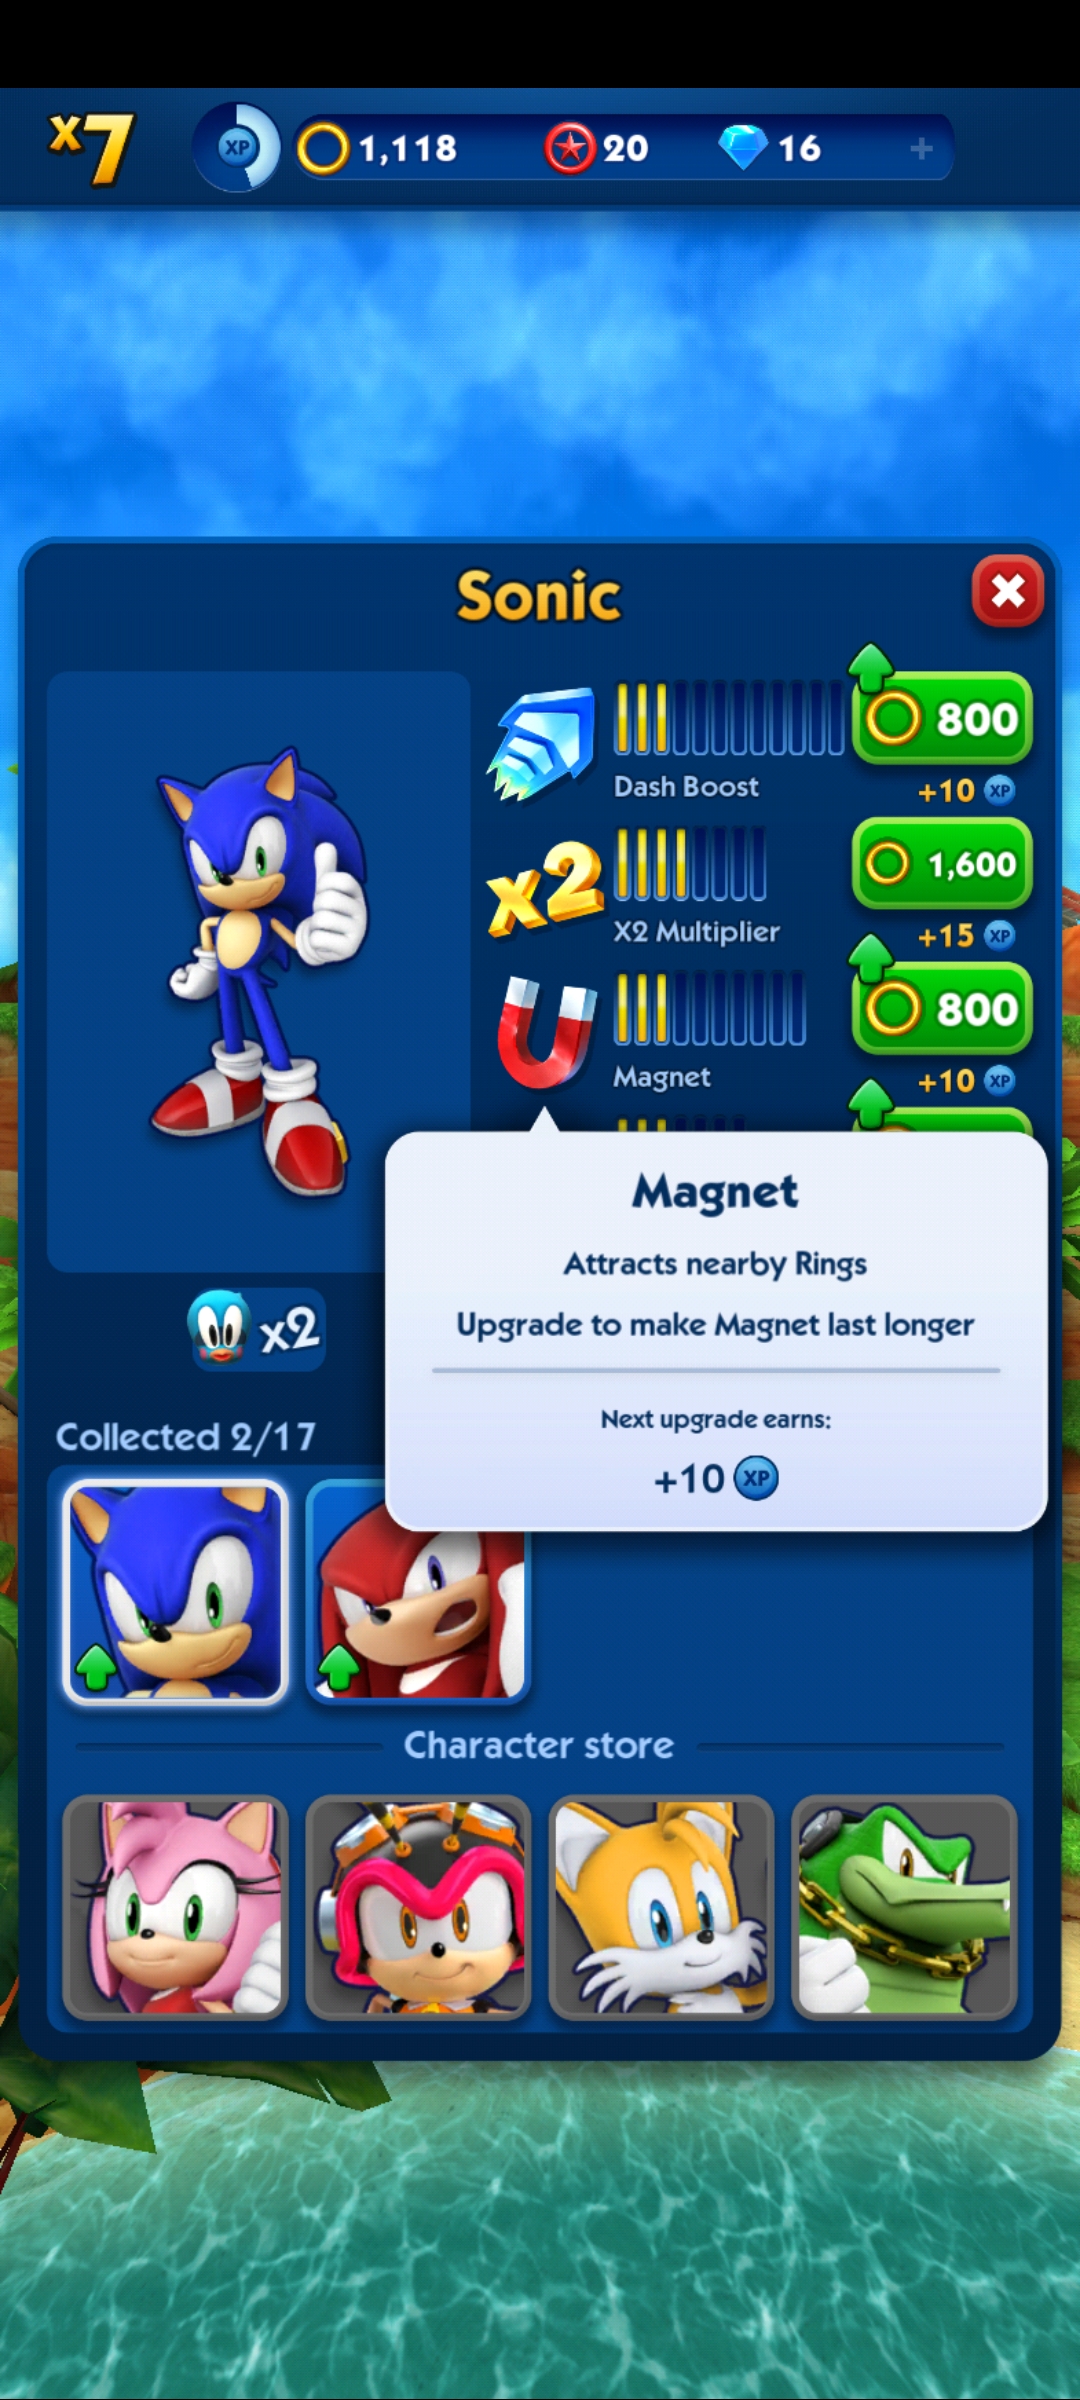 x7
XP
1,118
20
16
+
Sonic
800
Dash Boost
+10 XP
x2
1,600
X2 Multiplier
+15 XP
800
Magnet
+10 XP
Magnet
Attracts nearby Rings
Upgrade to make Magnet last longer
Next upgrade earns:
+10 XP
x2
Collected 2/17
Character store